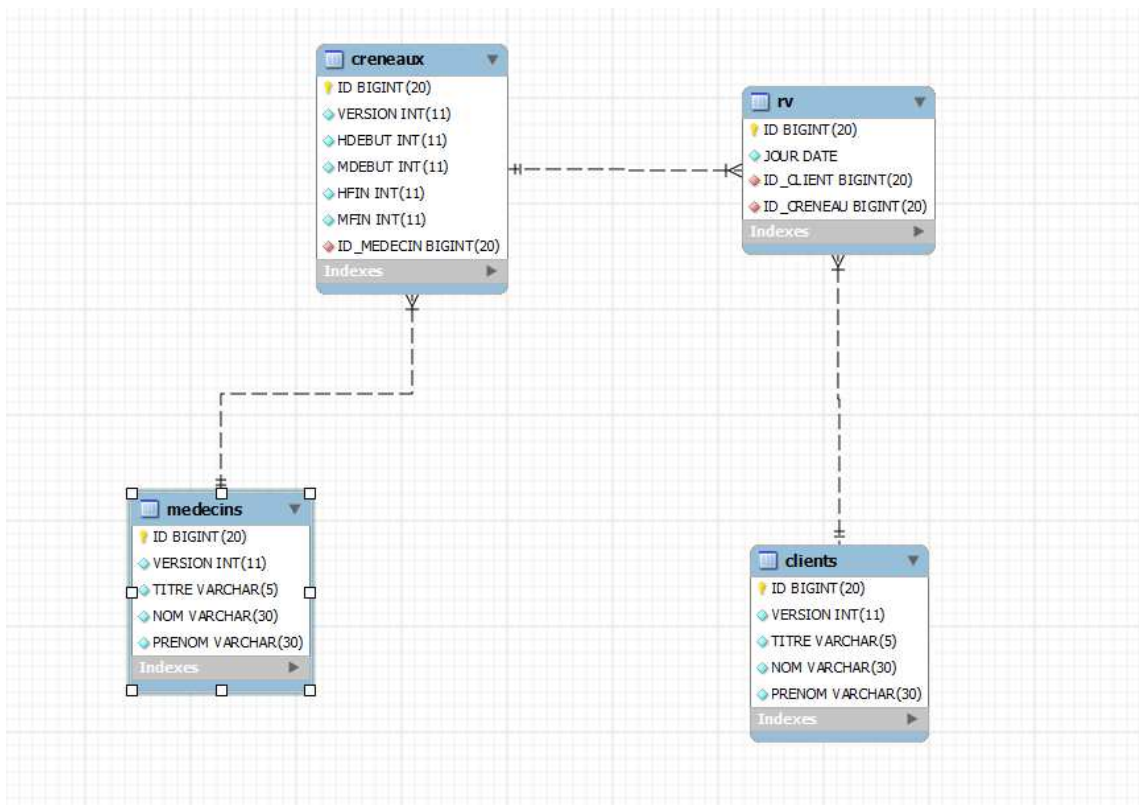 creneaux
ID BIGINT(20)
VERSION INT(11)
HDEBUT INT(11)
MDEBUT INT(11)
HFIN INT(11)
MFIN INT(11)
ID_MEDECIN BIGINT(20)
Indexes
rv
ID BIGINT(20)
JOUR DATE
ID_CLIENT BIGINT(20)
ID_CRENEAU BIGINT(20)
Indexes
medecins
ID BIGINT(20)
VERSION INT(11)
TITRE VARCHAR(5)
NOM VARCHAR(30)
PRENOM VARCHAR(30)
Indexes
clients
ID BIGINT(20)
VERSION INT(11)
TITRE VARCHAR(5)
NOM VARCHAR(30)
PRENOM VARCHAR(30)
Indexes